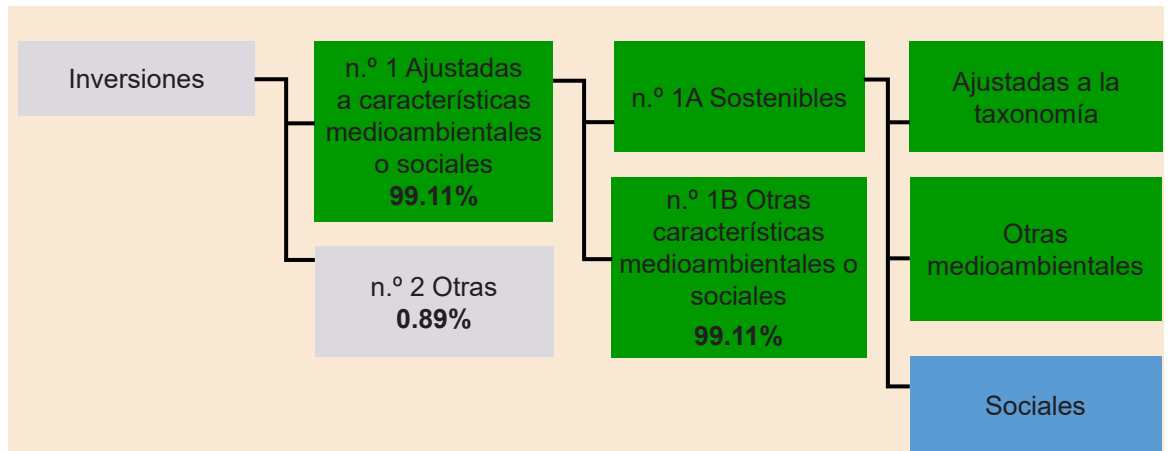 Inversiones
n.º 1 Ajustadas
a características
medioambientales
o sociales
99.11%
n.º 2 Otras
0.89%
n.º 1A Sostenibles
n.º 1B Otras
características
medioambientales o
sociales
99.11%
Ajustadas a la
taxonomía
Otras
medioambientales
Sociales